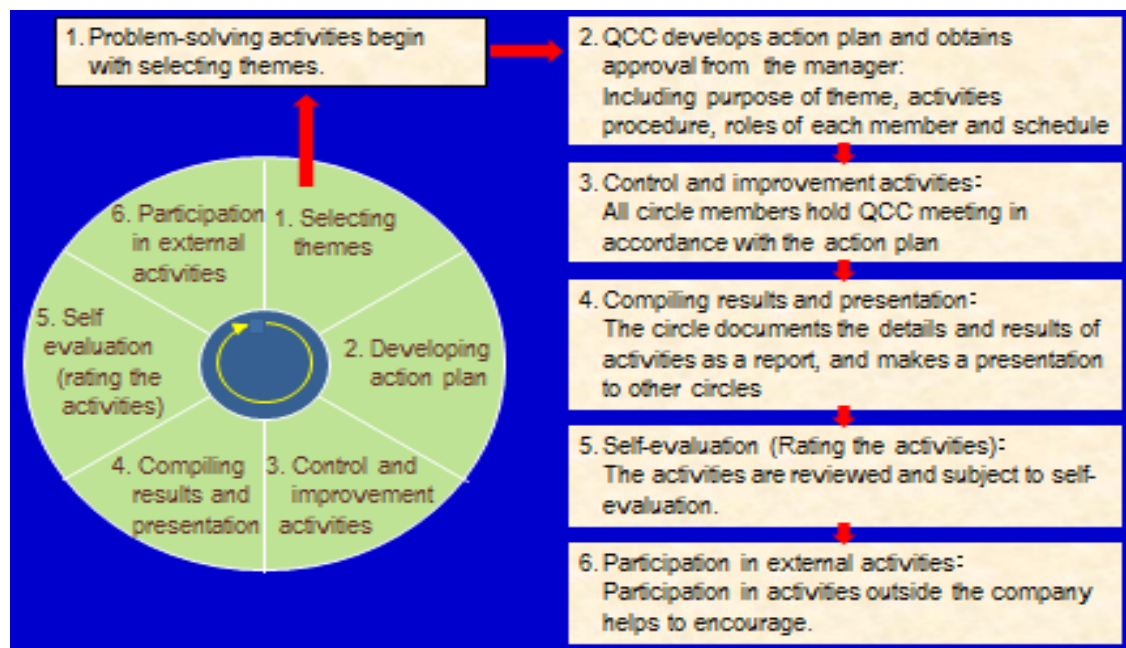 1. Problem-solving activities begin
with selecting themes.
2. QCC develops action plan and obtains
approval from the manager:
Including purpose of theme, activities
procedure, roles of each member and schedule
3. Control and improvement activities:
All circle members hold QCC meeting in
accordance with the action plan
4. Compiling results and presentation:
The circle documents the details and results of
activities as a report, and makes a presentation
to other circles
5. Self-evaluation (Rating the activities):
The activities are reviewed and subject to self-
evaluation.
6. Participation in external activities:
Participation in activities outside the company
helps to encourage.
1. Selecting
themes
2. Developing
action plan
3. Control and
improvement
activities
4. Compiling
results and
presentation
5. Self
evaluation
(rating the
activities)
6. Participation
in external
activities